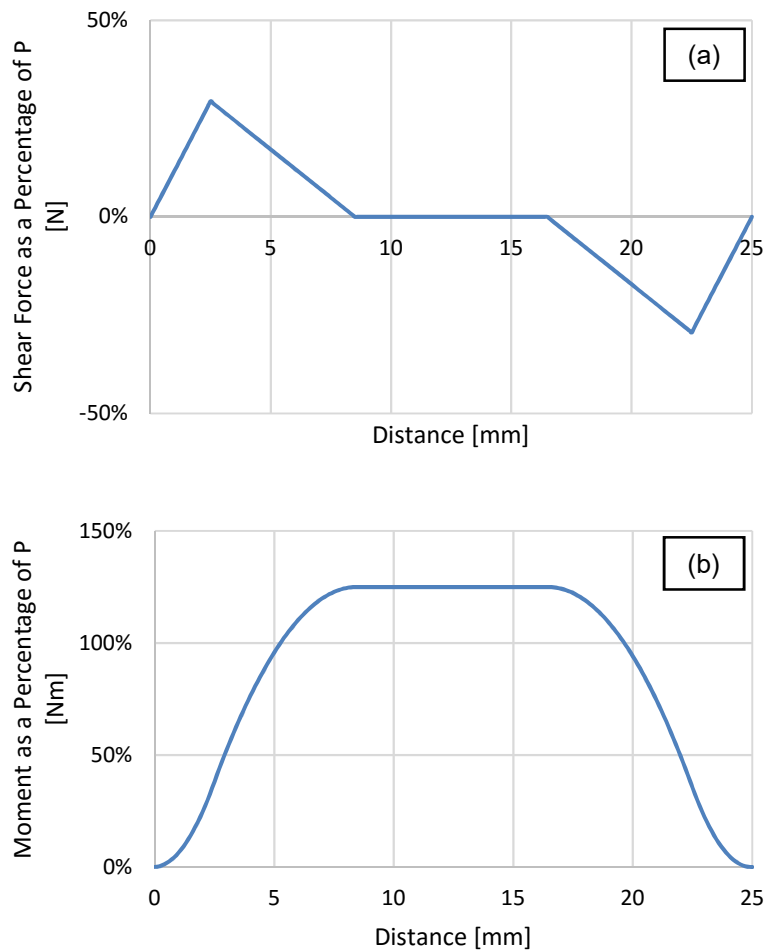 50%
(a)
Shear Force as a Percentage of P
[N]
0%
0 5 10 15 20 25
-50%
Distance [mm]
150%
(b)
Moment as a Percentage of P
[Nm]
100%
50%
0%
0 5 10 15 20 25
Distance [mm]